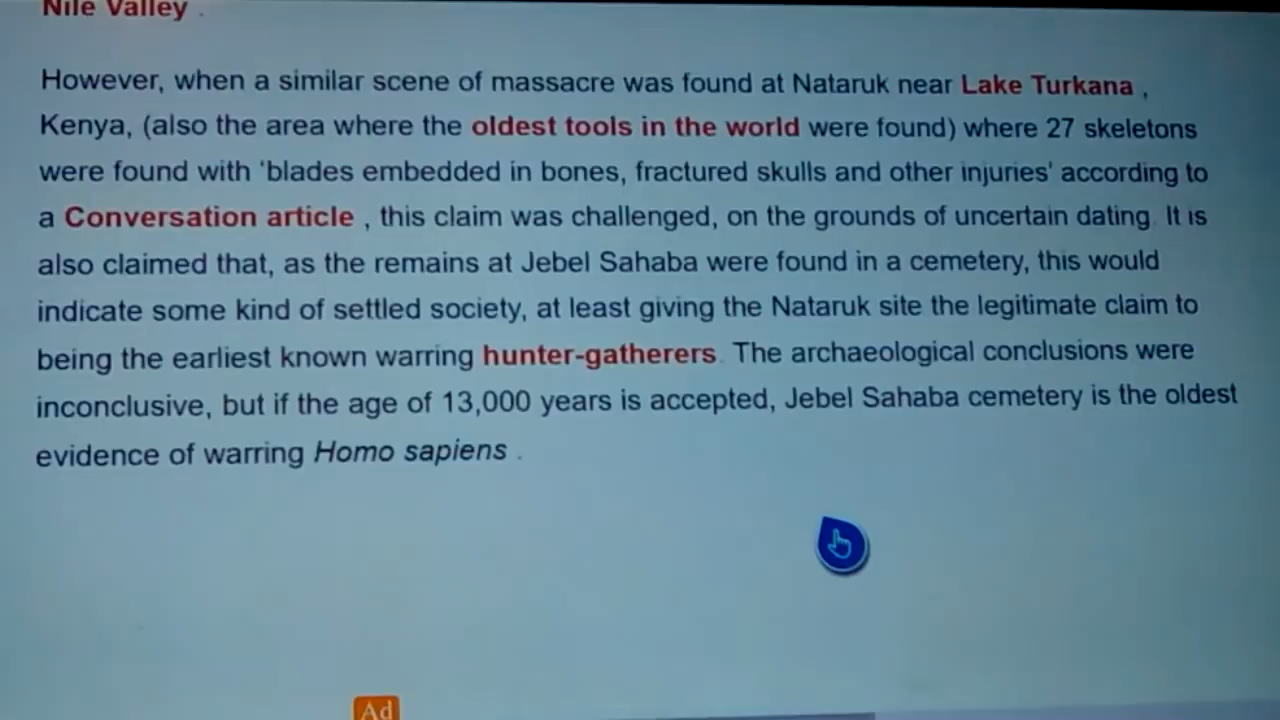 Nile Valley .
However, when a similar scene of massacre was found at Nataruk near Lake Turkana ,
Kenya, (also the area where the oldest tools in the world were found) where 27 skeletons
were found with ‘blades embedded in bones, fractured skulls and other injuries’ according to
a Conversation article , this claim was challenged, on the grounds of uncertain dating. It is
also claimed that, as the remains at Jebel Sahaba were found in a cemetery, this would
indicate some kind of settled society, at least giving the Nataruk site the legitimate claim to
being the earliest known warring hunter-gatherers. The archaeological conclusions were
inconclusive, but if the age of 13,000 years is accepted, Jebel Sahaba cemetery is the oldest
evidence of warring Homo sapiens .
Ad